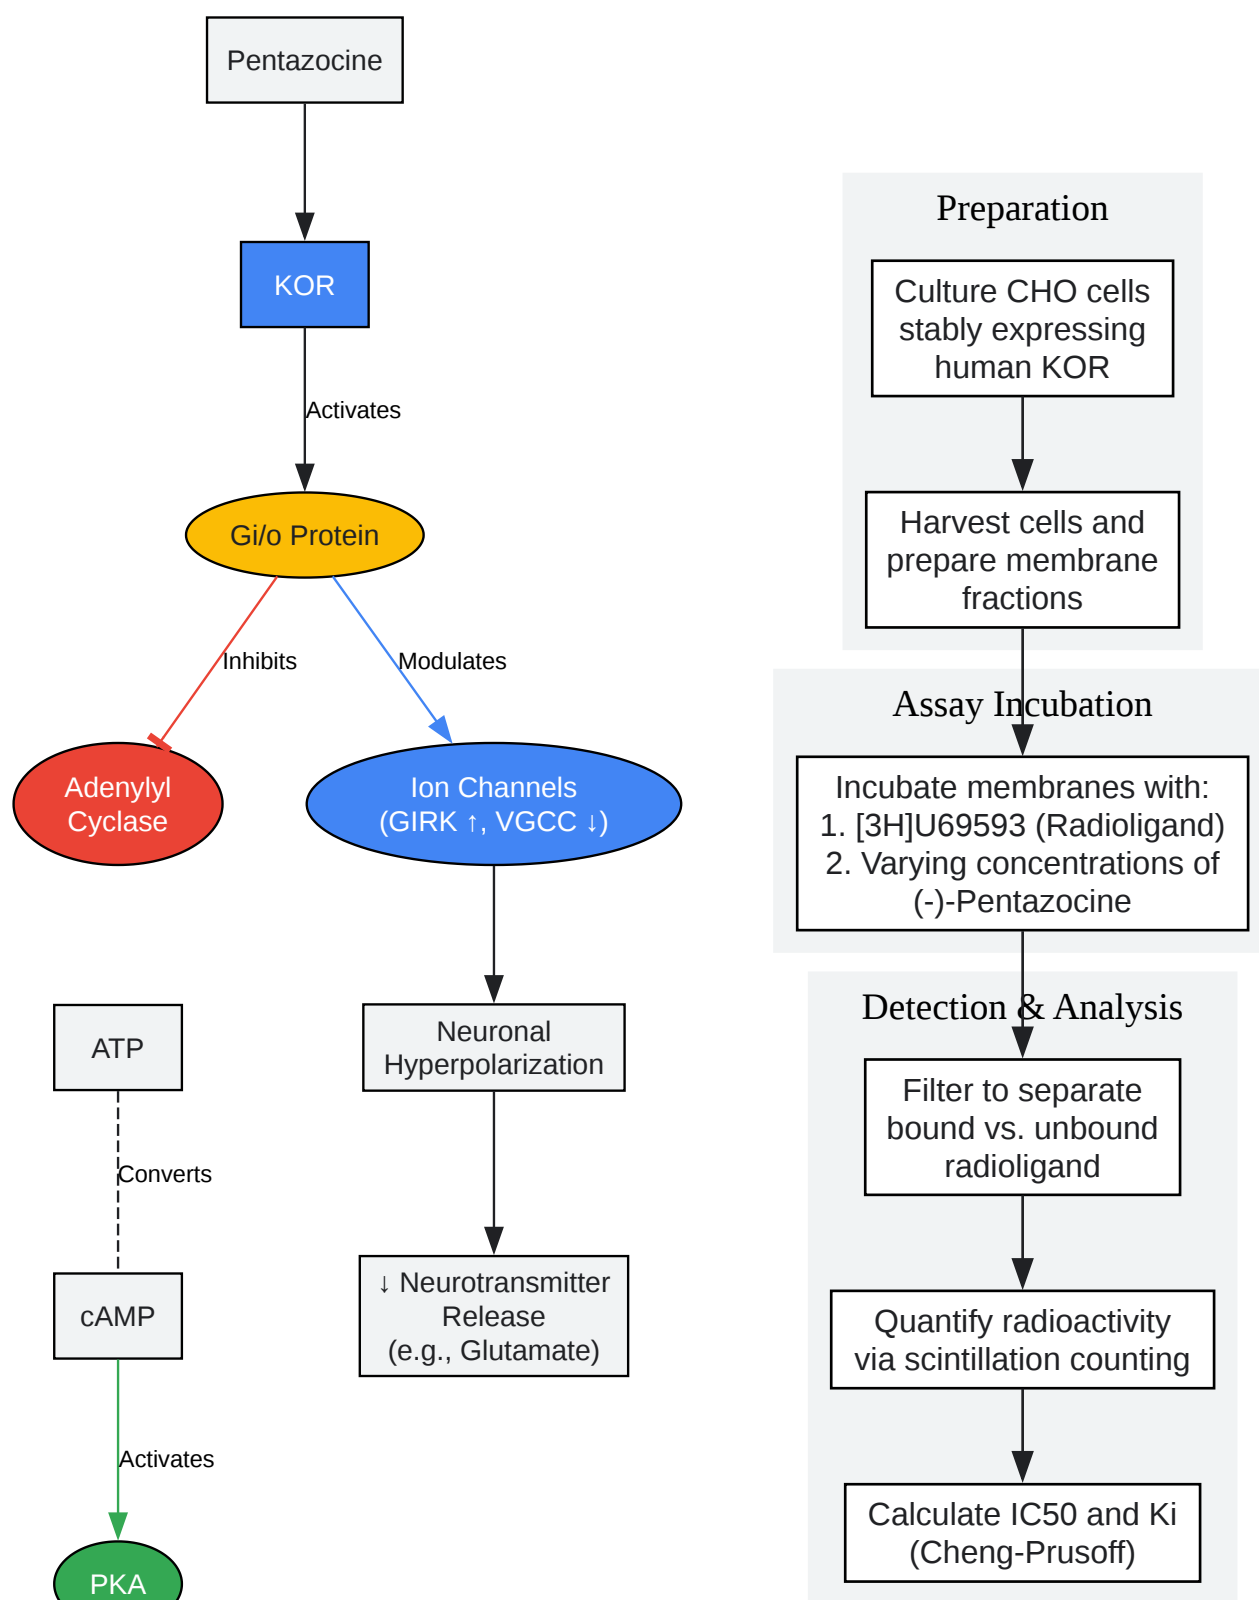 Pentazocine
KOR
Activates
Gi/o Protein
Inhibits
Modulates
Adenylyl
Cyclase
Ion Channels
(GIRK ↑, VGCC ↓)
ATP
Neuronal
Hyperpolarization
Converts
cAMP
↓ Neurotransmitter
Release
(e.g., Glutamate)
Activates
PKA
Preparation
Culture CHO cells
stably expressing
human KOR
Harvest cells and
prepare membrane
fractions
Assay Incubation
Incubate membranes with:
1. [3H]U69593 (Radioligand)
2. Varying concentrations of
(-)-Pentazocine
Detection & Analysis
Filter to separate
bound vs. unbound
radioligand
Quantify radioactivity
via scintillation counting
Calculate IC50 and Ki
(Cheng-Prusoff)